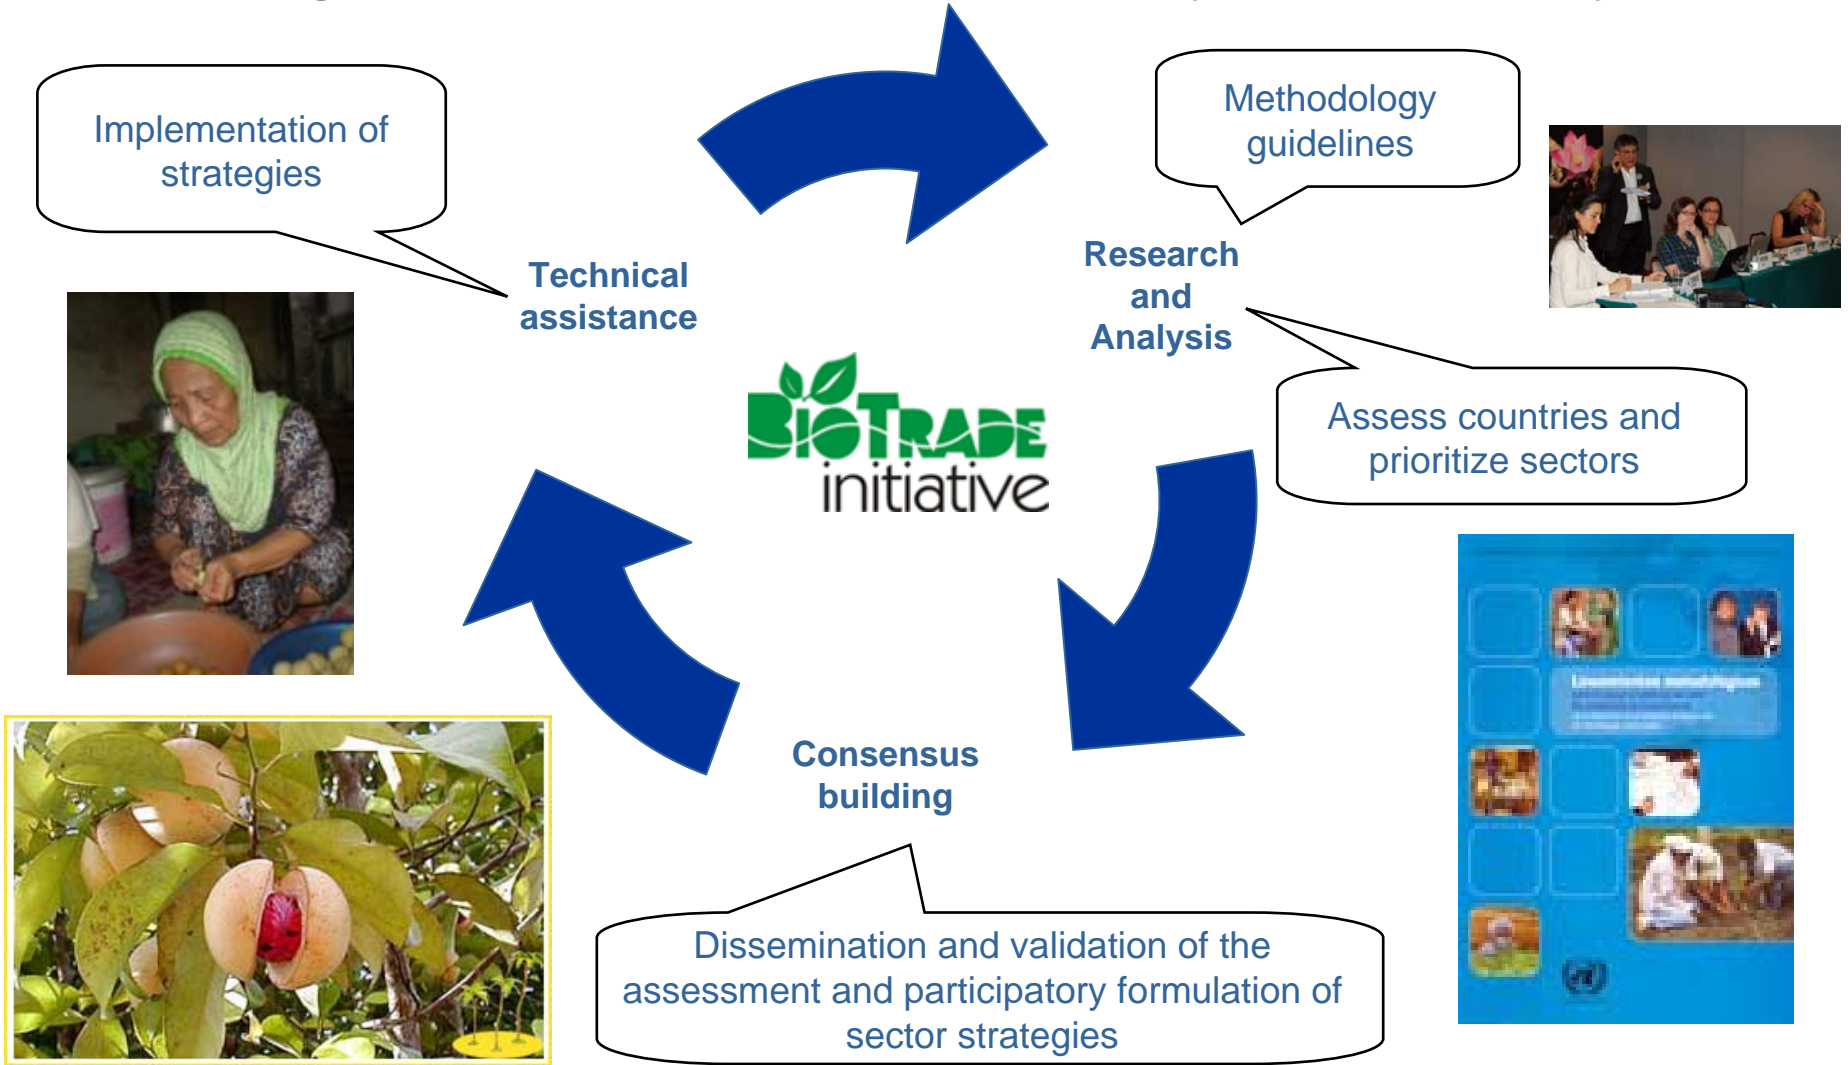 Implementation of
strategies
Methodology
guidelines
Technical
assistance
Research
and
Analysis
BIOTRADE
initiative
Assess countries and
prioritize sectors
Consensus
building
Dissemination and validation of the
assessment and participatory formulation of
sector strategies